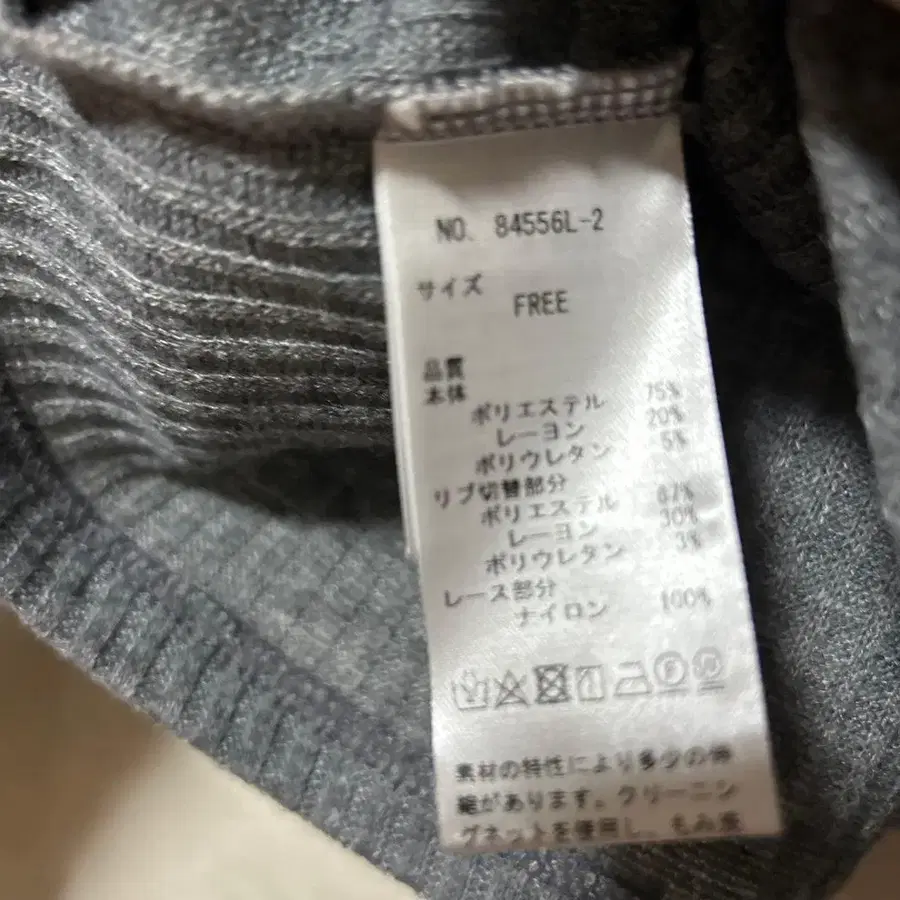 NO. 84556L-2
サイズ
FREE
品質
本体
ポリエステル 75%
レーヨン 20%
ポリウレタン 5%
リブ切替部分
ポリエステル 67%
レーヨン 30%
ポリウレタン 3%
レース部分
ナイロン 100%
素材の特性により多少の伸
縮があります。クリーニン
グネットを使用し、もみ洗